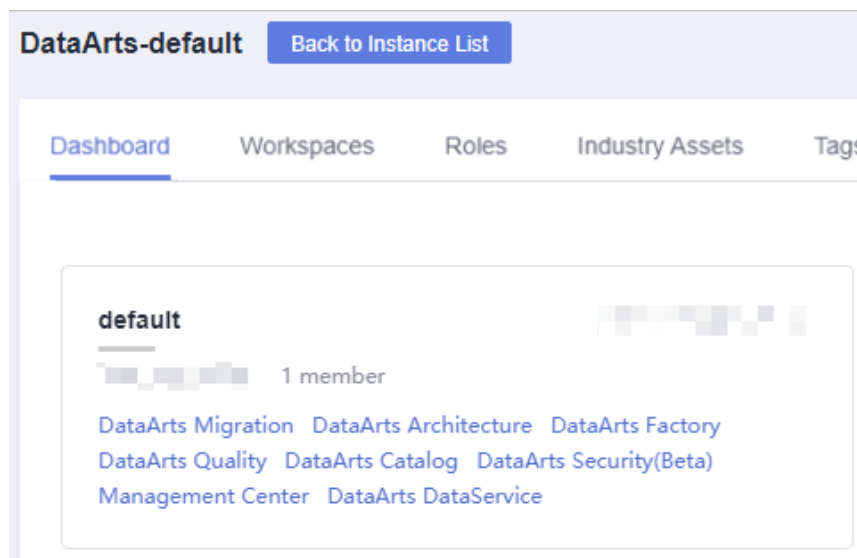 DataArts-default Back to Instance List
Dashboard Workspaces Roles Industry Assets Tags
default
1 member
DataArts Migration DataArts Architecture DataArts Factory
DataArts Quality DataArts Catalog DataArts Security(Beta)
Management Center DataArts DataService